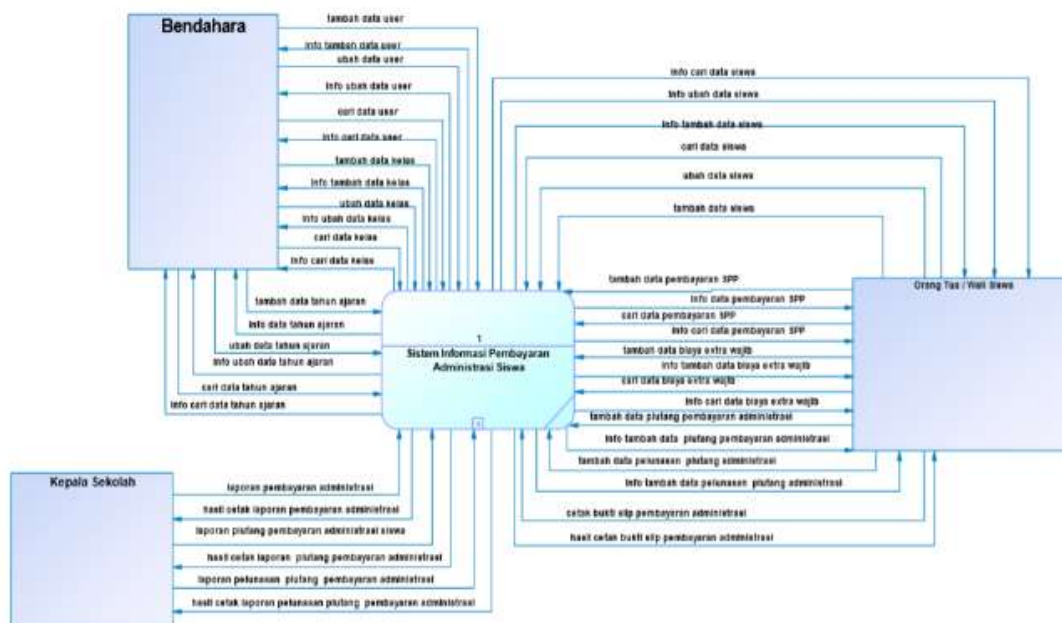 Bendahara
tambah data user
info tambah data user
ubah data user
info ubah data user
cari data user
info cari data user
tambah data kelas
info tambah data kelas
ubah data kelas
info ubah data kelas
cari data kelas
info cari data kelas
tambah data tahun ajaran
info data tahun ajaran
ubah data tahun ajaran
info ubah data tahun ajaran
cari data tahun ajaran
info cari data tahun ajaran
info cari data siswa
info ubah data siswa
info tambah data siswa
cari data siswa
ubah data siswa
tambah data siswa
1
Sistem Informasi Pembayaran
Administrasi Siswa
Orang Tua / Wali Siswa
tambah data pembayaran SPP
info data pembayaran SPP
cari data pembayaran SPP
info cari data pembayaran SPP
tambah data biaya extra wajib
info tambah data biaya extra wajib
cari data biaya extra wajib
info cari data biaya extra wajib
tambah data piutang pembayaran administrasi
info tambah data piutang pembayaran administrasi
tambah data pelunasan piutang administrasi
info tambah data pelunasan piutang administrasi
cetak bukti slip pembayaran administrasi
hasil cetak bukti slip pembayaran administrasi
Kepala Sekolah
laporan pembayaran administrasi
hasil cetak laporan pembayaran administrasi
laporan piutang pembayaran administrasi siswa
hasil cetak laporan piutang pembayaran administrasi
laporan pelunasan piutang pembayaran administrasi
hasil cetak laporan pelunasan piutang pembayaran administrasi